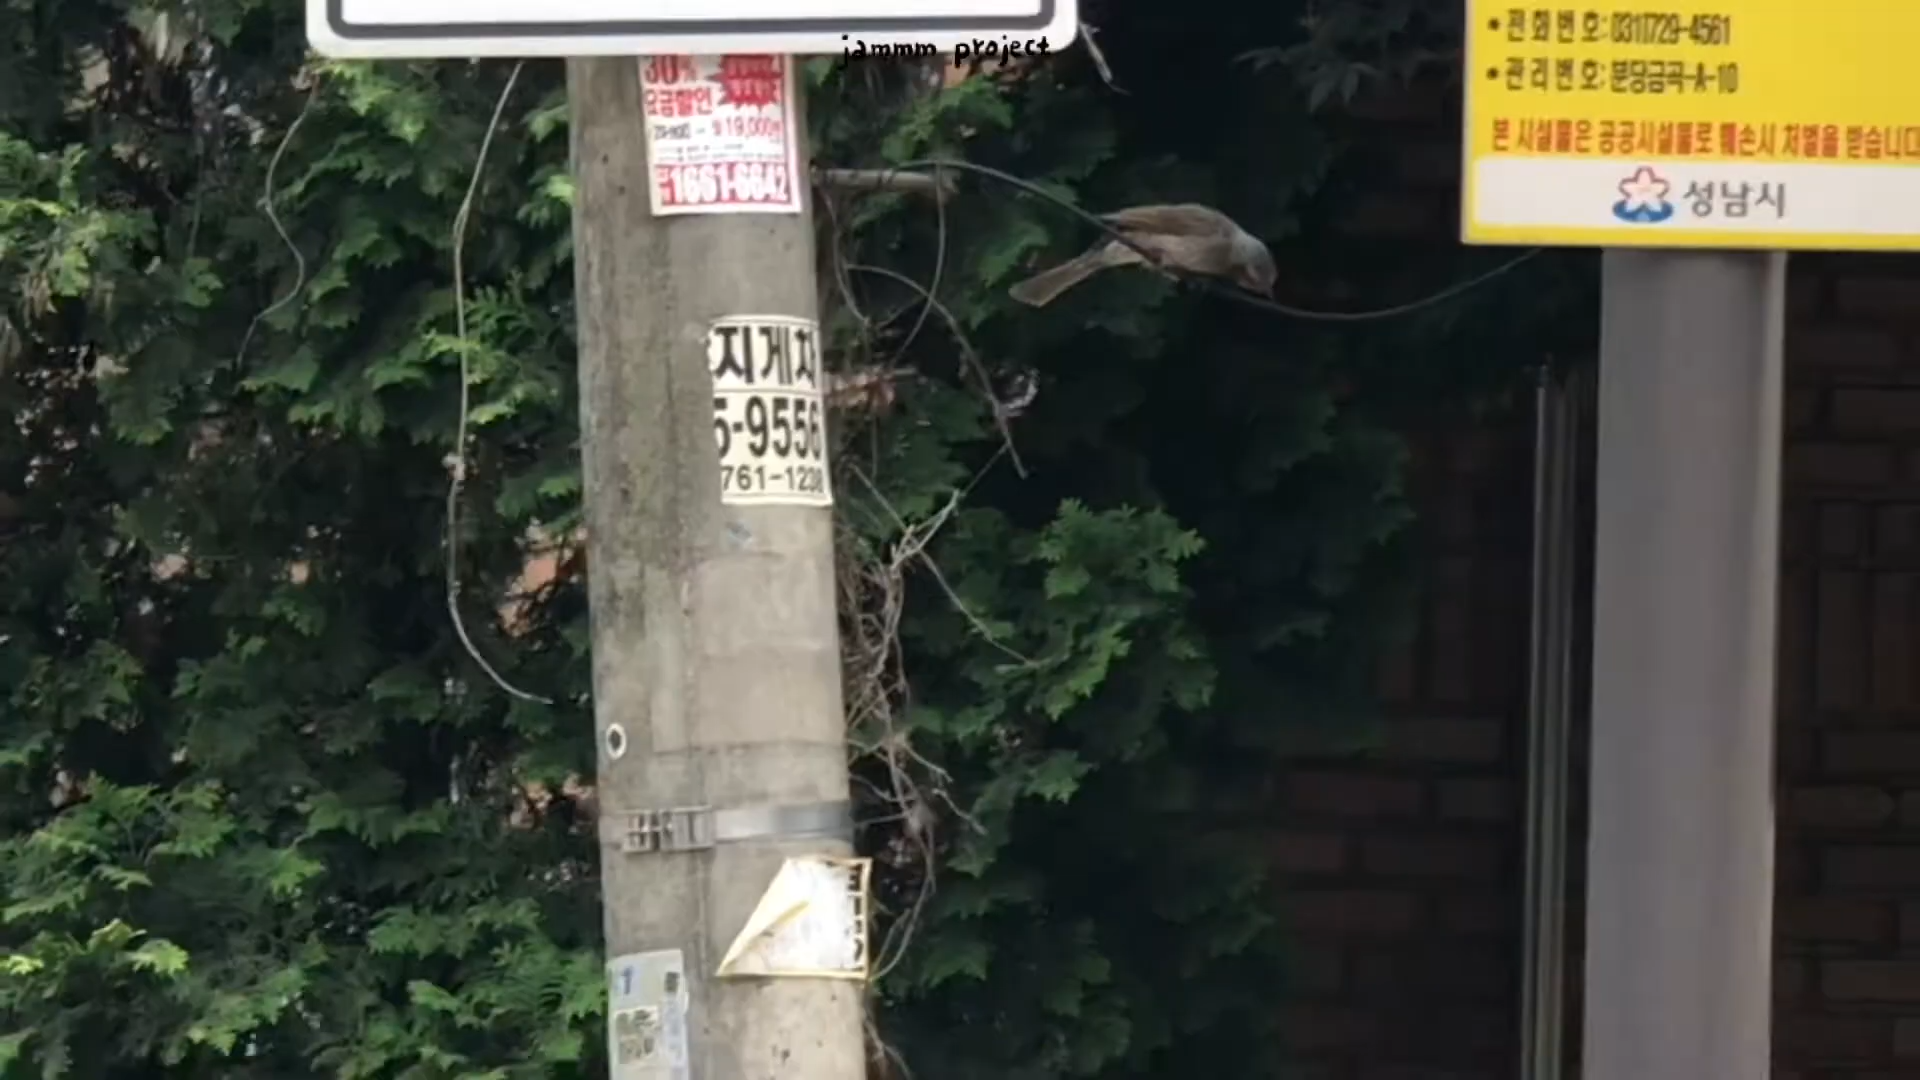 jammm project
30%
요금할인
19,000원
1661-6642
지게차
5-9556
761-1230
• 전 화 번 호: 031)729-4561
• 관 리 번 호: 분당금곡-A-10
본 시설물은 공공시설물로 훼손시 처벌을 받습니다
성남시
1